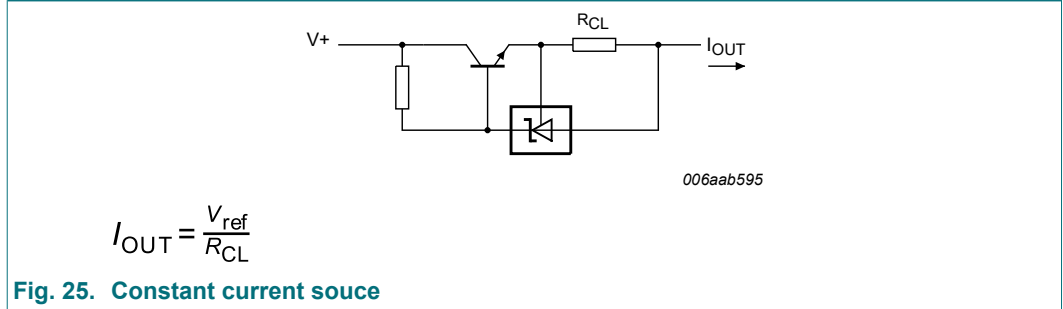 V+
RCL
IOUT
006aab595
IOUT = Vref / RCL
Fig. 25. Constant current souce